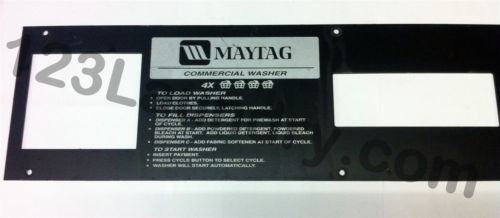 MAYTAG
COMMERCIAL WASHER
4X
TO LOAD WASHER
• OPEN DOOR BY PULLING HANDLE.
• LOAD CLOTHES.
• CLOSE DOOR SECURELY, LATCHING HANDLE.
TO FILL DISPENSERS
DISPENSER A - ADD DETERGENT FOR PREWASH AT START
OF CYCLE.
DISPENSER B - ADD POWDERED DETERGENT, POWDERED
BLEACH AT START. ADD LIQUID DETERGENT, LIQUID BLEACH
DURING WASH.
DISPENSER C - ADD FABRIC SOFTENER AT START OF CYCLE.
TO START WASHER
• INSERT PAYMENT.
• PRESS CYCLE BUTTON TO SELECT CYCLE.
• WASHER WILL START AUTOMATICALLY.
123L
.com